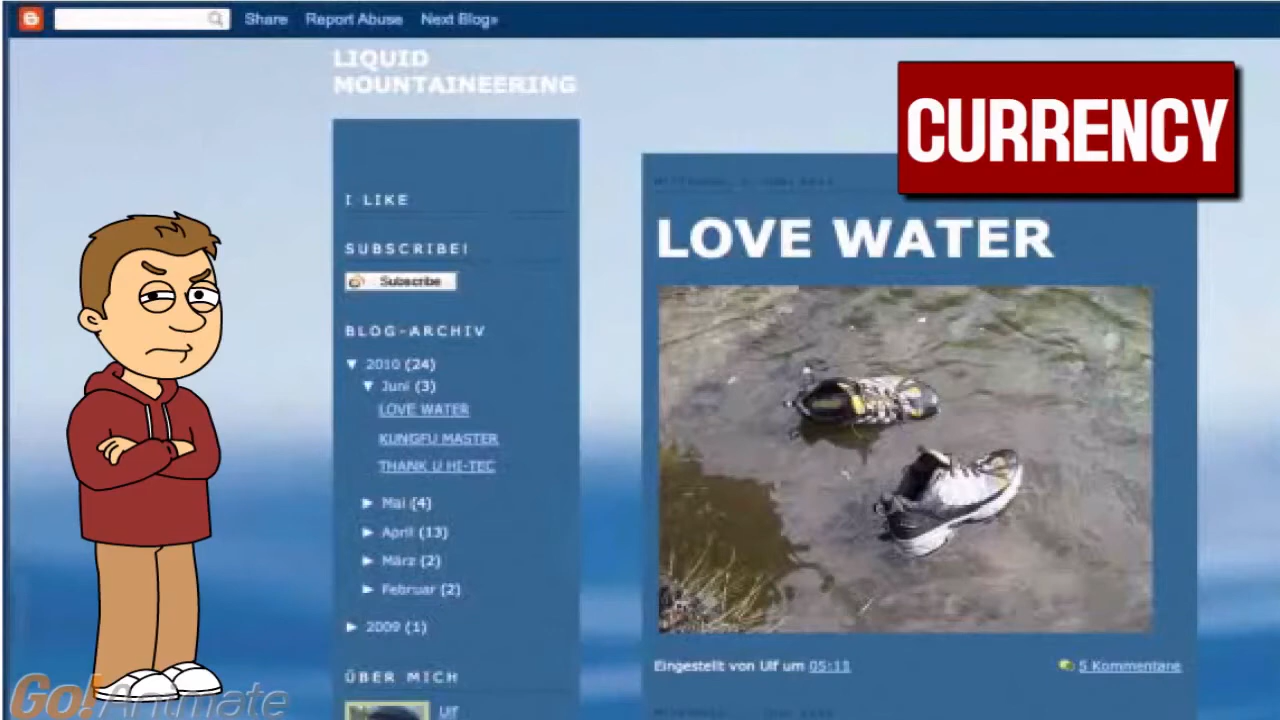 Share Report Abuse Next Blog»
LIQUID
MOUNTAINEERING
CURRENCY
I LIKE
SUBSCRIBE!
Subscribe
BLOG-ARCHIV
▼ 2010 (24)
▼ Juni (3)
LOVE WATER
KUNGFU MASTER
THANK U HI-TEC
► Mai (4)
► April (13)
► März (2)
► Februar (2)
► 2009 (1)
ÜBER MICH
Ulf
LOVE WATER
Eingestellt von Ulf um 05:11
5 Kommentare
Go!Animate